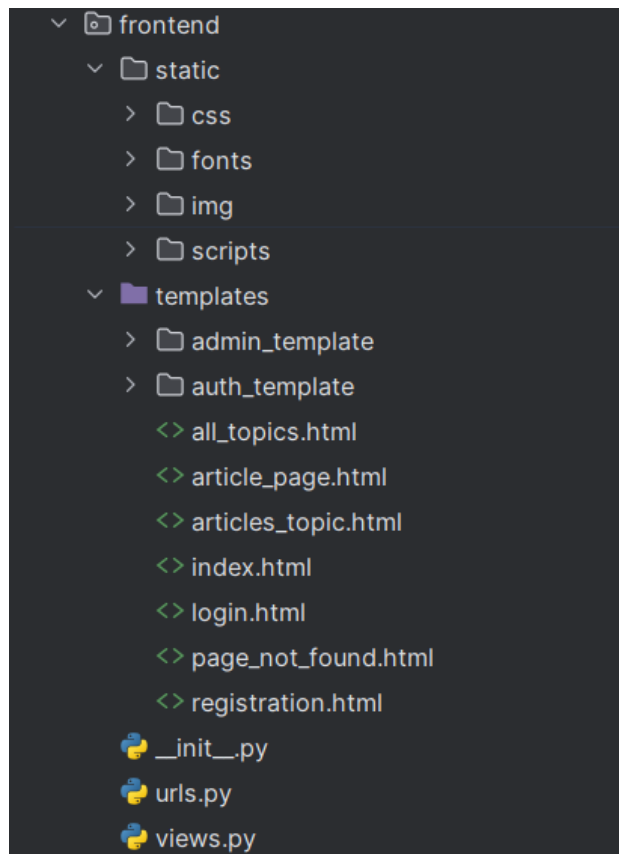 frontend
static
css
fonts
img
scripts
templates
admin_template
auth_template
all_topics.html
article_page.html
articles_topic.html
index.html
login.html
page_not_found.html
registration.html
__init__.py
urls.py
views.py